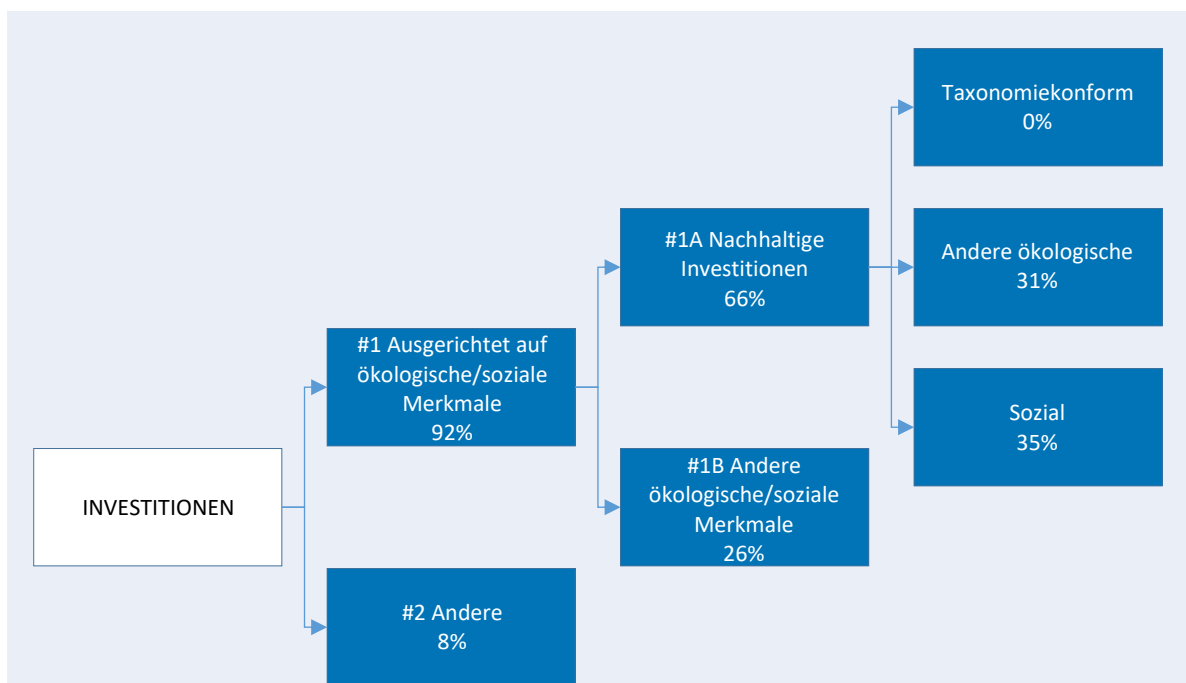 INVESTITIONEN
#1 Ausgerichtet auf
ökologische/soziale
Merkmale
92%
#2 Andere
8%
#1A Nachhaltige
Investitionen
66%
#1B Andere
ökologische/soziale
Merkmale
26%
Taxonomiekonform
0%
Andere ökologische
31%
Sozial
35%